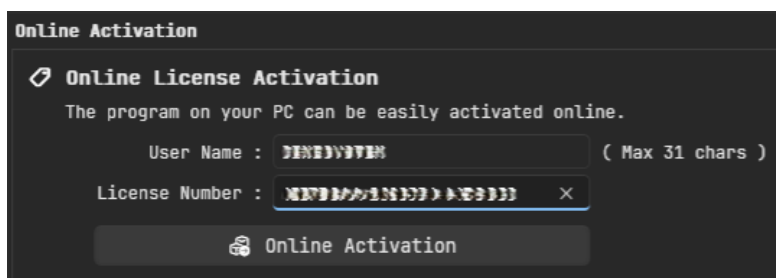 Online Activation
Online License Activation
The program on your PC can be easily activated online.
User Name : ( Max 31 chars )
License Number :
Online Activation